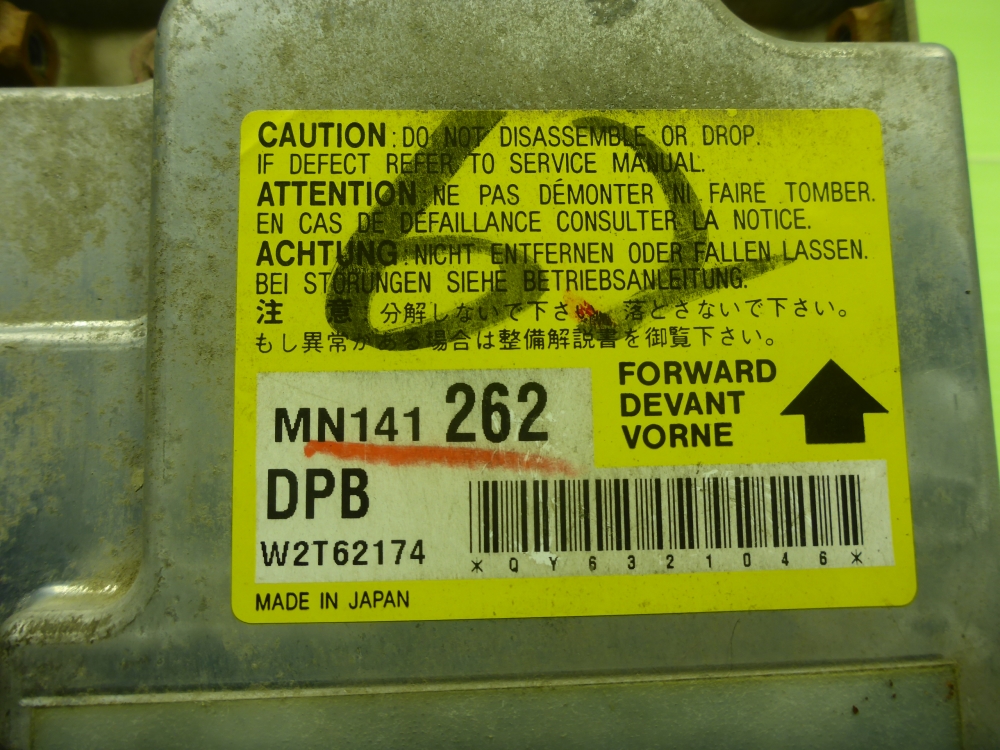 CAUTION : DO NOT DISASSEMBLE OR DROP.
IF DEFECT REFER TO SERVICE MANUAL.
ATTENTION : NE PAS DÉMONTER NI FAIRE TOMBER.
EN CAS DE DÉFAILLANCE CONSULTER LA NOTICE.
ACHTUNG : NICHT ENTFERNEN ODER FALLEN LASSEN.
BEI STÖRUNGEN SIEHE BETRIEBSANLEITUNG.
注 意 分解しないで下さい。落とさないで下さい。
もし異常がある場合は整備解説書を御覧下さい。
FORWARD
DEVANT
VORNE
MN141 262
DPB
W2T62174
*QY6321046*
MADE IN JAPAN